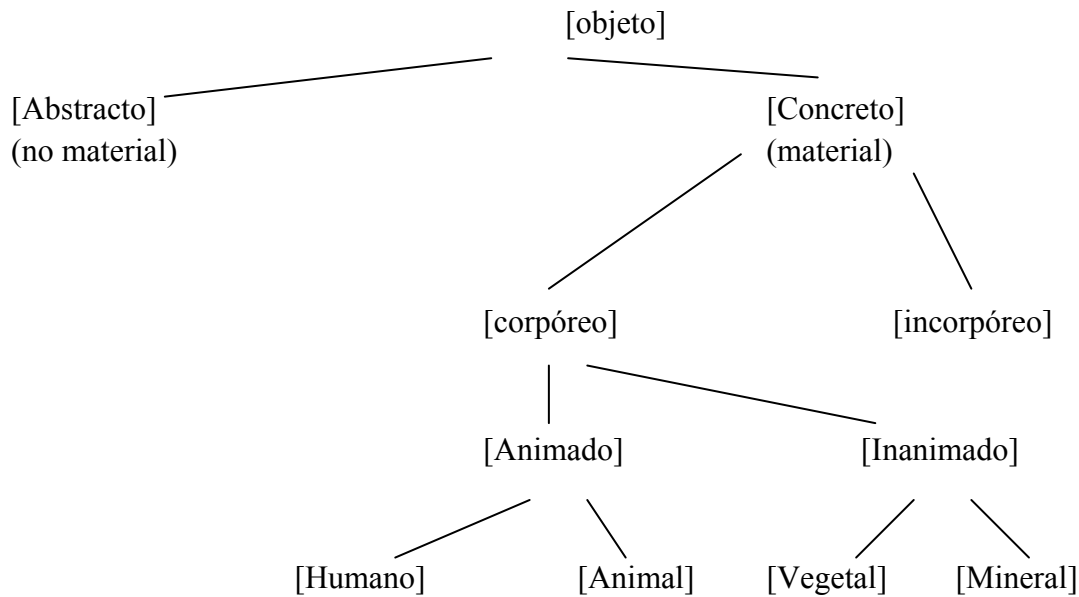 [objeto]
[Abstracto] [Concreto]
(no material) (material)
[corpóreo] [incorpóreo]
[Animado] [Inanimado]
[Humano] [Animal] [Vegetal] [Mineral]